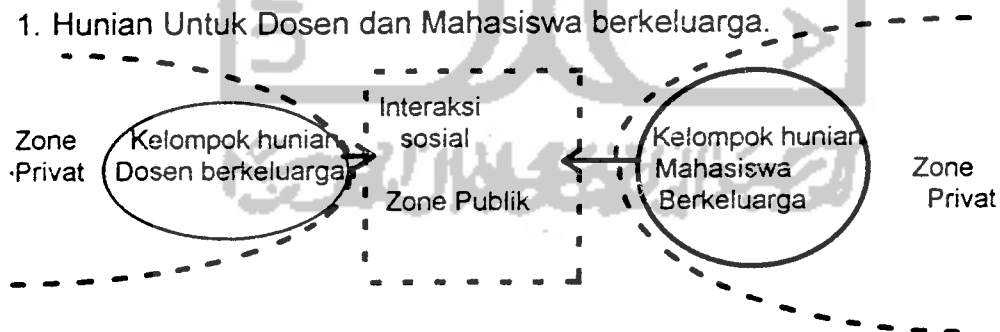 1. Hunian Untuk Dosen dan Mahasiswa berkeluarga.
Zone
Privat
Kelompok hunian
Dosen berkeluarga
Interaksi
sosial
Zone Publik
Kelompok hunian
Mahasiswa
Berkeluarga
Zone
Privat